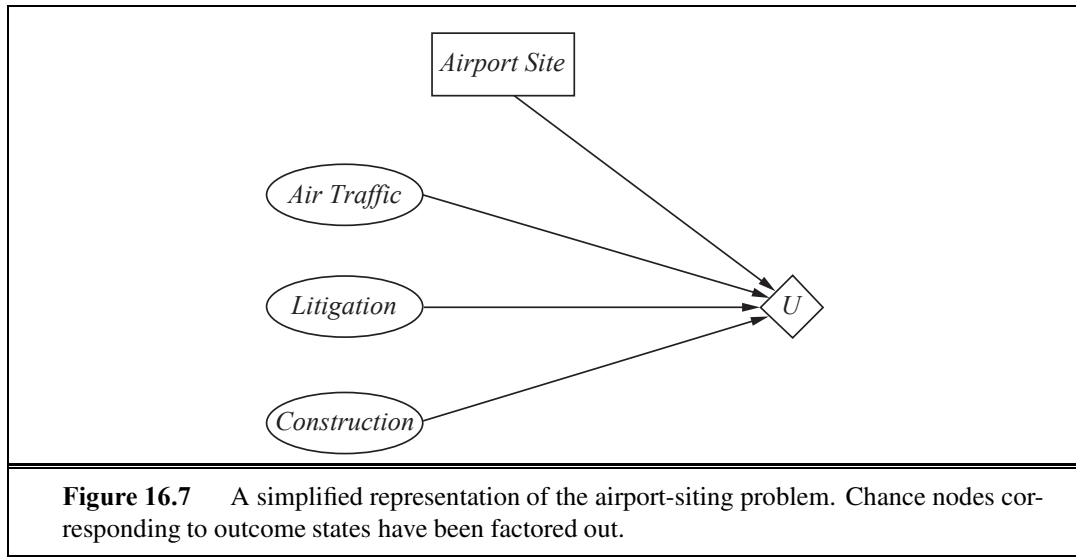 Airport Site
Air Traffic
Litigation
U
Construction
Figure 16.7 A simplified representation of the airport-siting problem. Chance nodes cor-
responding to outcome states have been factored out.